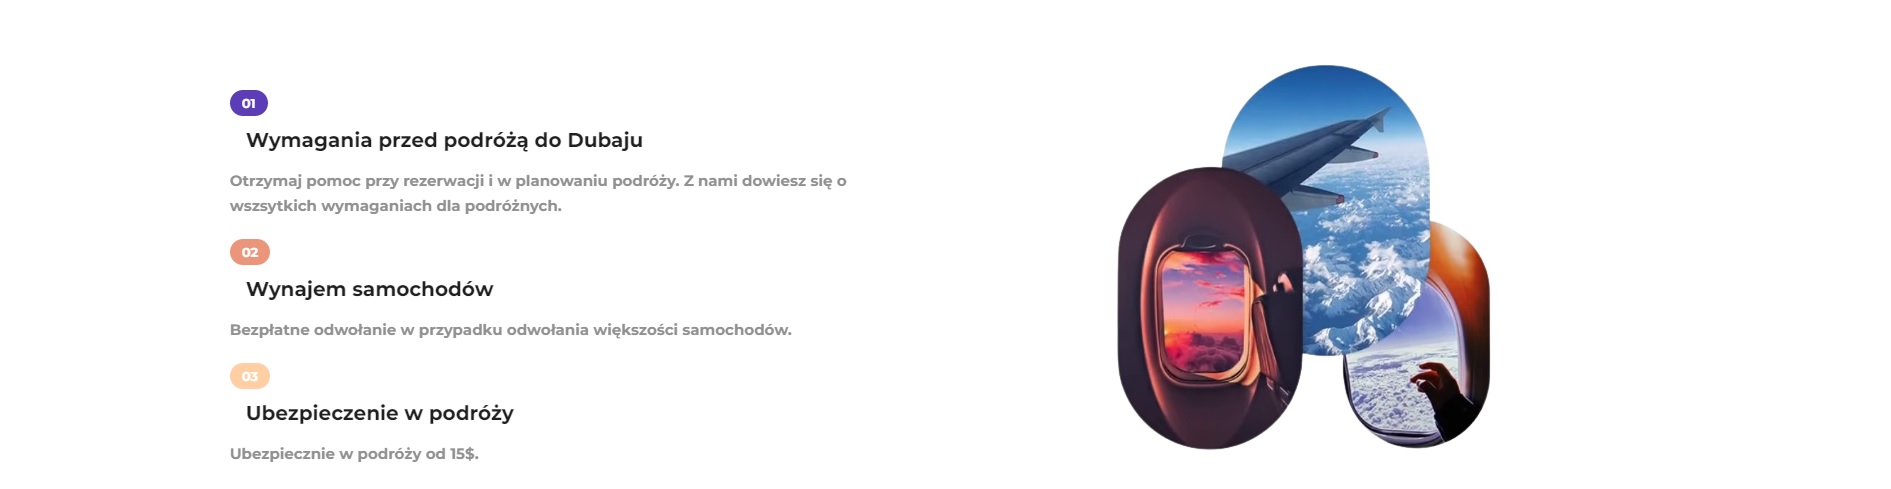 01
Wymagania przed podróżą do Dubaju
Otrzymaj pomoc przy rezerwacji i w planowaniu podróży. Z nami dowiesz się o
wszsytkich wymaganiach dla podróżnych.
02
Wynajem samochodów
Bezpłatne odwołanie w przypadku odwołania większości samochodów.
03
Ubezpieczenie w podróży
Ubezpiecznie w podróży od 15$.